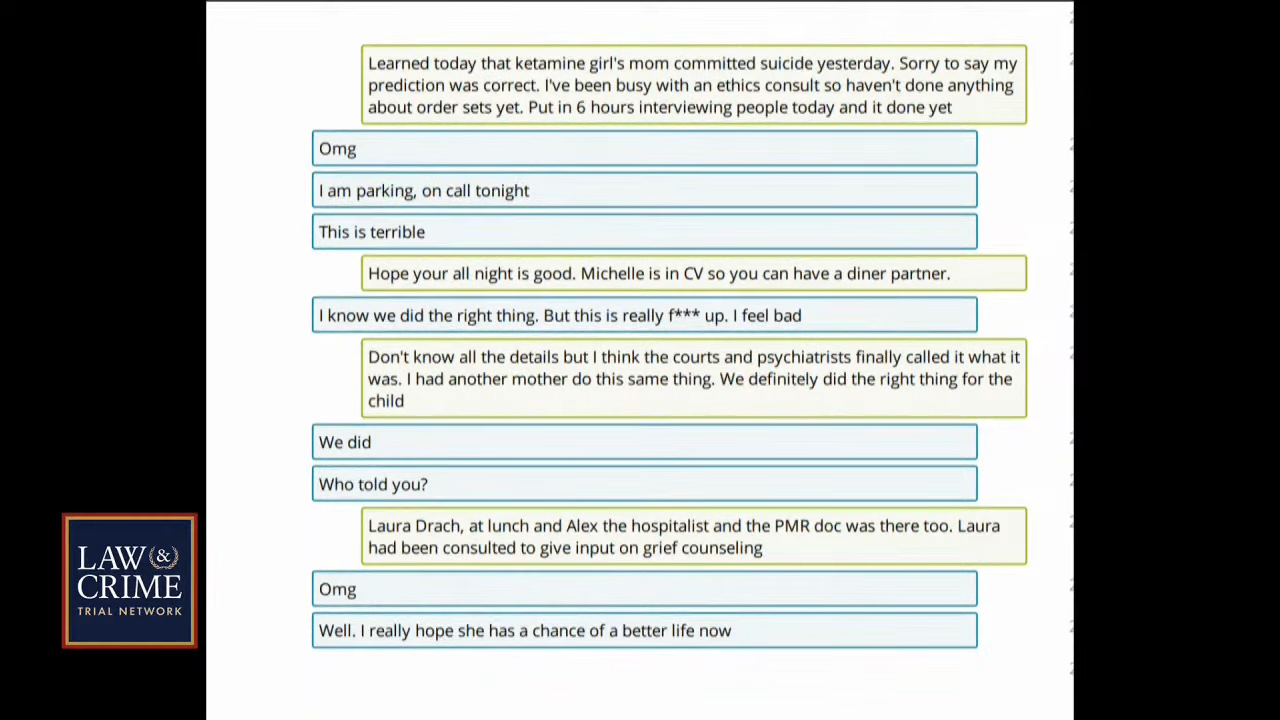 Learned today that ketamine girl's mom committed suicide yesterday. Sorry to say my
prediction was correct. I've been busy with an ethics consult so haven't done anything
about order sets yet. Put in 6 hours interviewing people today and it done yet
Omg
I am parking, on call tonight
This is terrible
Hope your all night is good. Michelle is in CV so you can have a diner partner.
I know we did the right thing. But this is really f*** up. I feel bad
Don't know all the details but I think the courts and psychiatrists finally called it what it
was. I had another mother do this same thing. We definitely did the right thing for the
child
We did
Who told you?
Laura Drach, at lunch and Alex the hospitalist and the PMR doc was there too. Laura
had been consulted to give input on grief counseling
Omg
Well. I really hope she has a chance of a better life now
LAW &
CRIME
TRIAL NETWORK